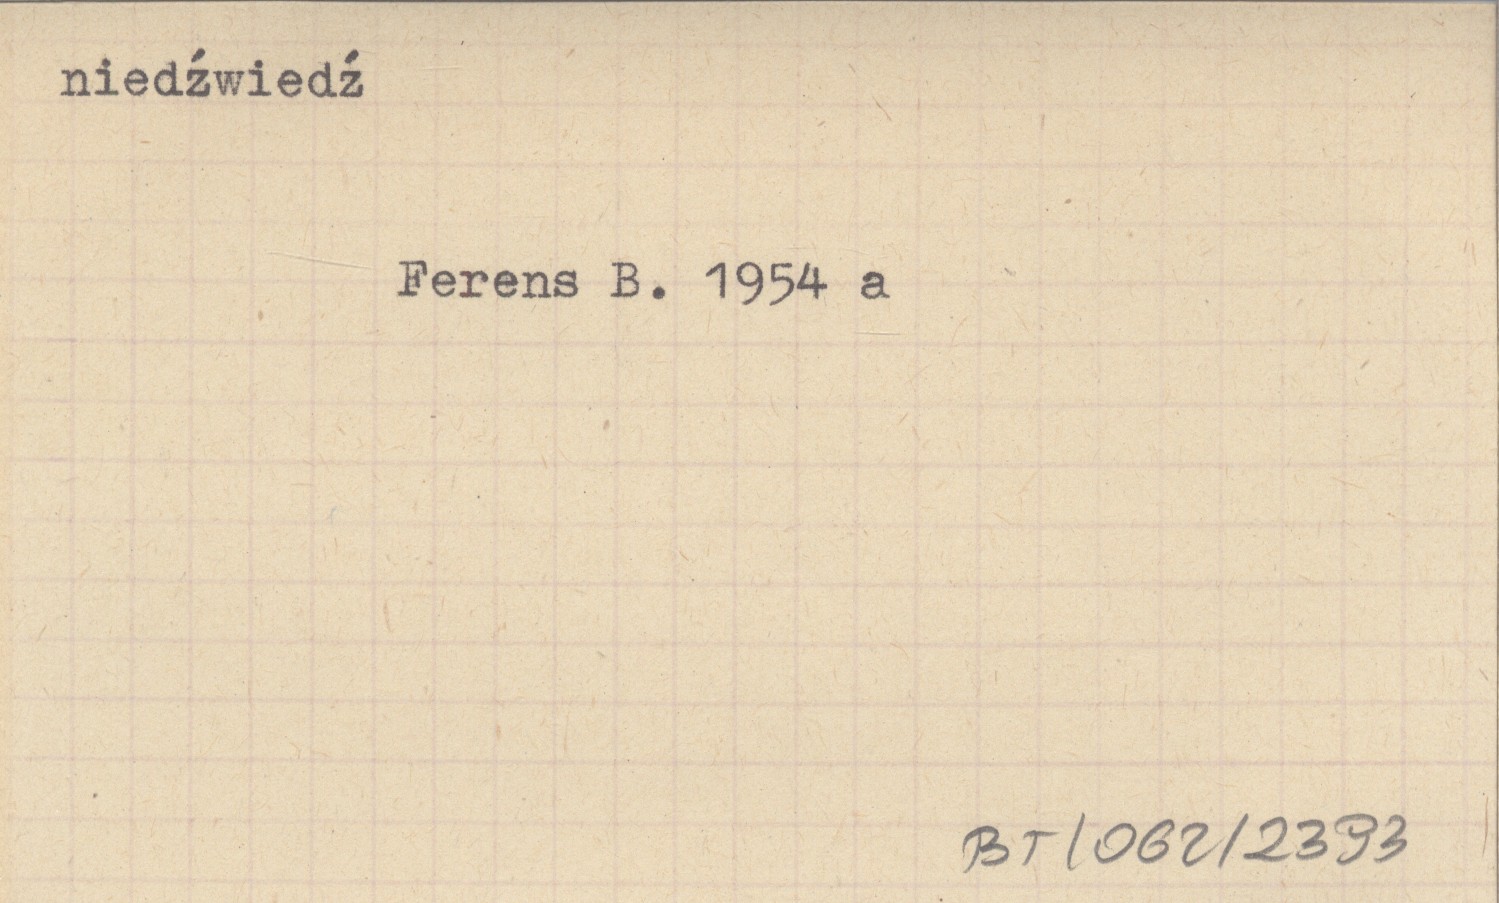 niedźwiedź
Ferens B. 1954 a
BT/062/2393